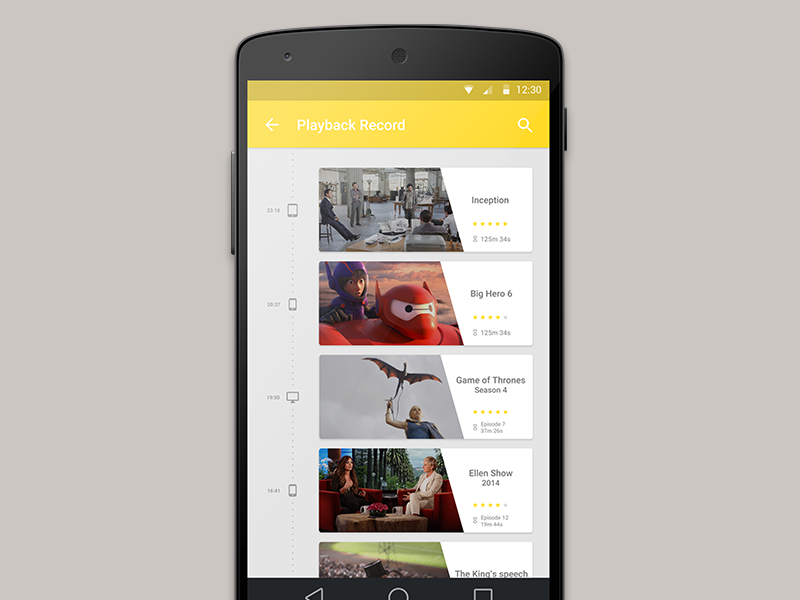 12:30
Playback Record
23:18
Inception
125m 34s
20:37
Big Hero 6
125m 34s
19:50
Game of Thrones
Season 4
Episode 7
37m 26s
16:41
Ellen Show
2014
Episode 12
19m 44s
The King's speech